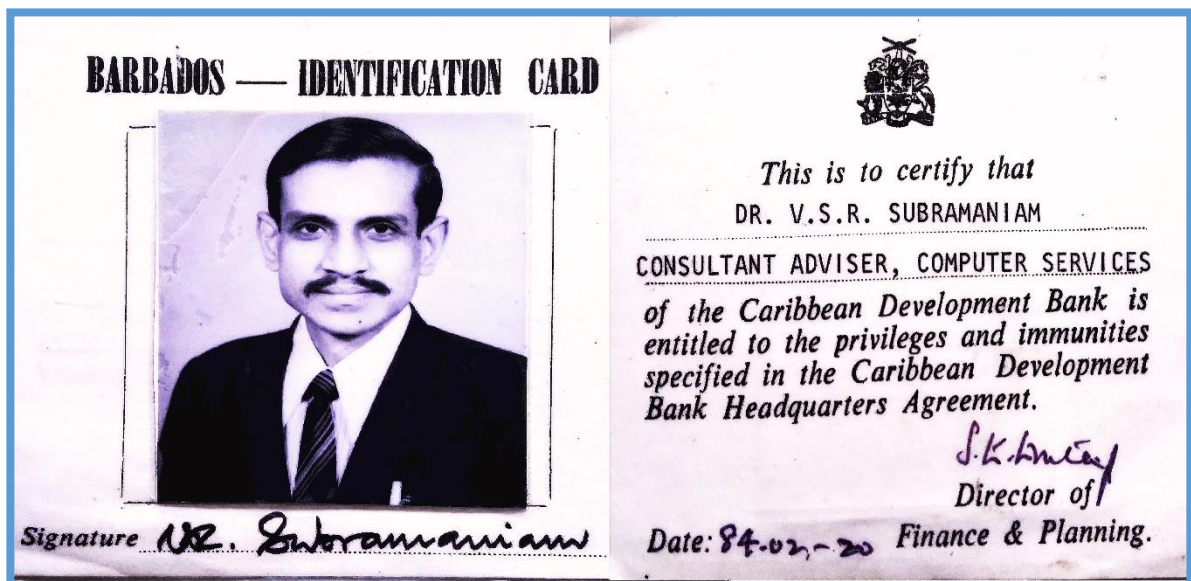 BARBADOS — IDENTIFICATION CARD
Signature VR. Subramaniam
This is to certify that
DR. V.S.R. SUBRAMANIAM
CONSULTANT ADVISER, COMPUTER SERVICES
of the Caribbean Development Bank is
entitled to the privileges and immunities
specified in the Caribbean Development
Bank Headquarters Agreement.
Director of
Date: 84-02-20 Finance & Planning.